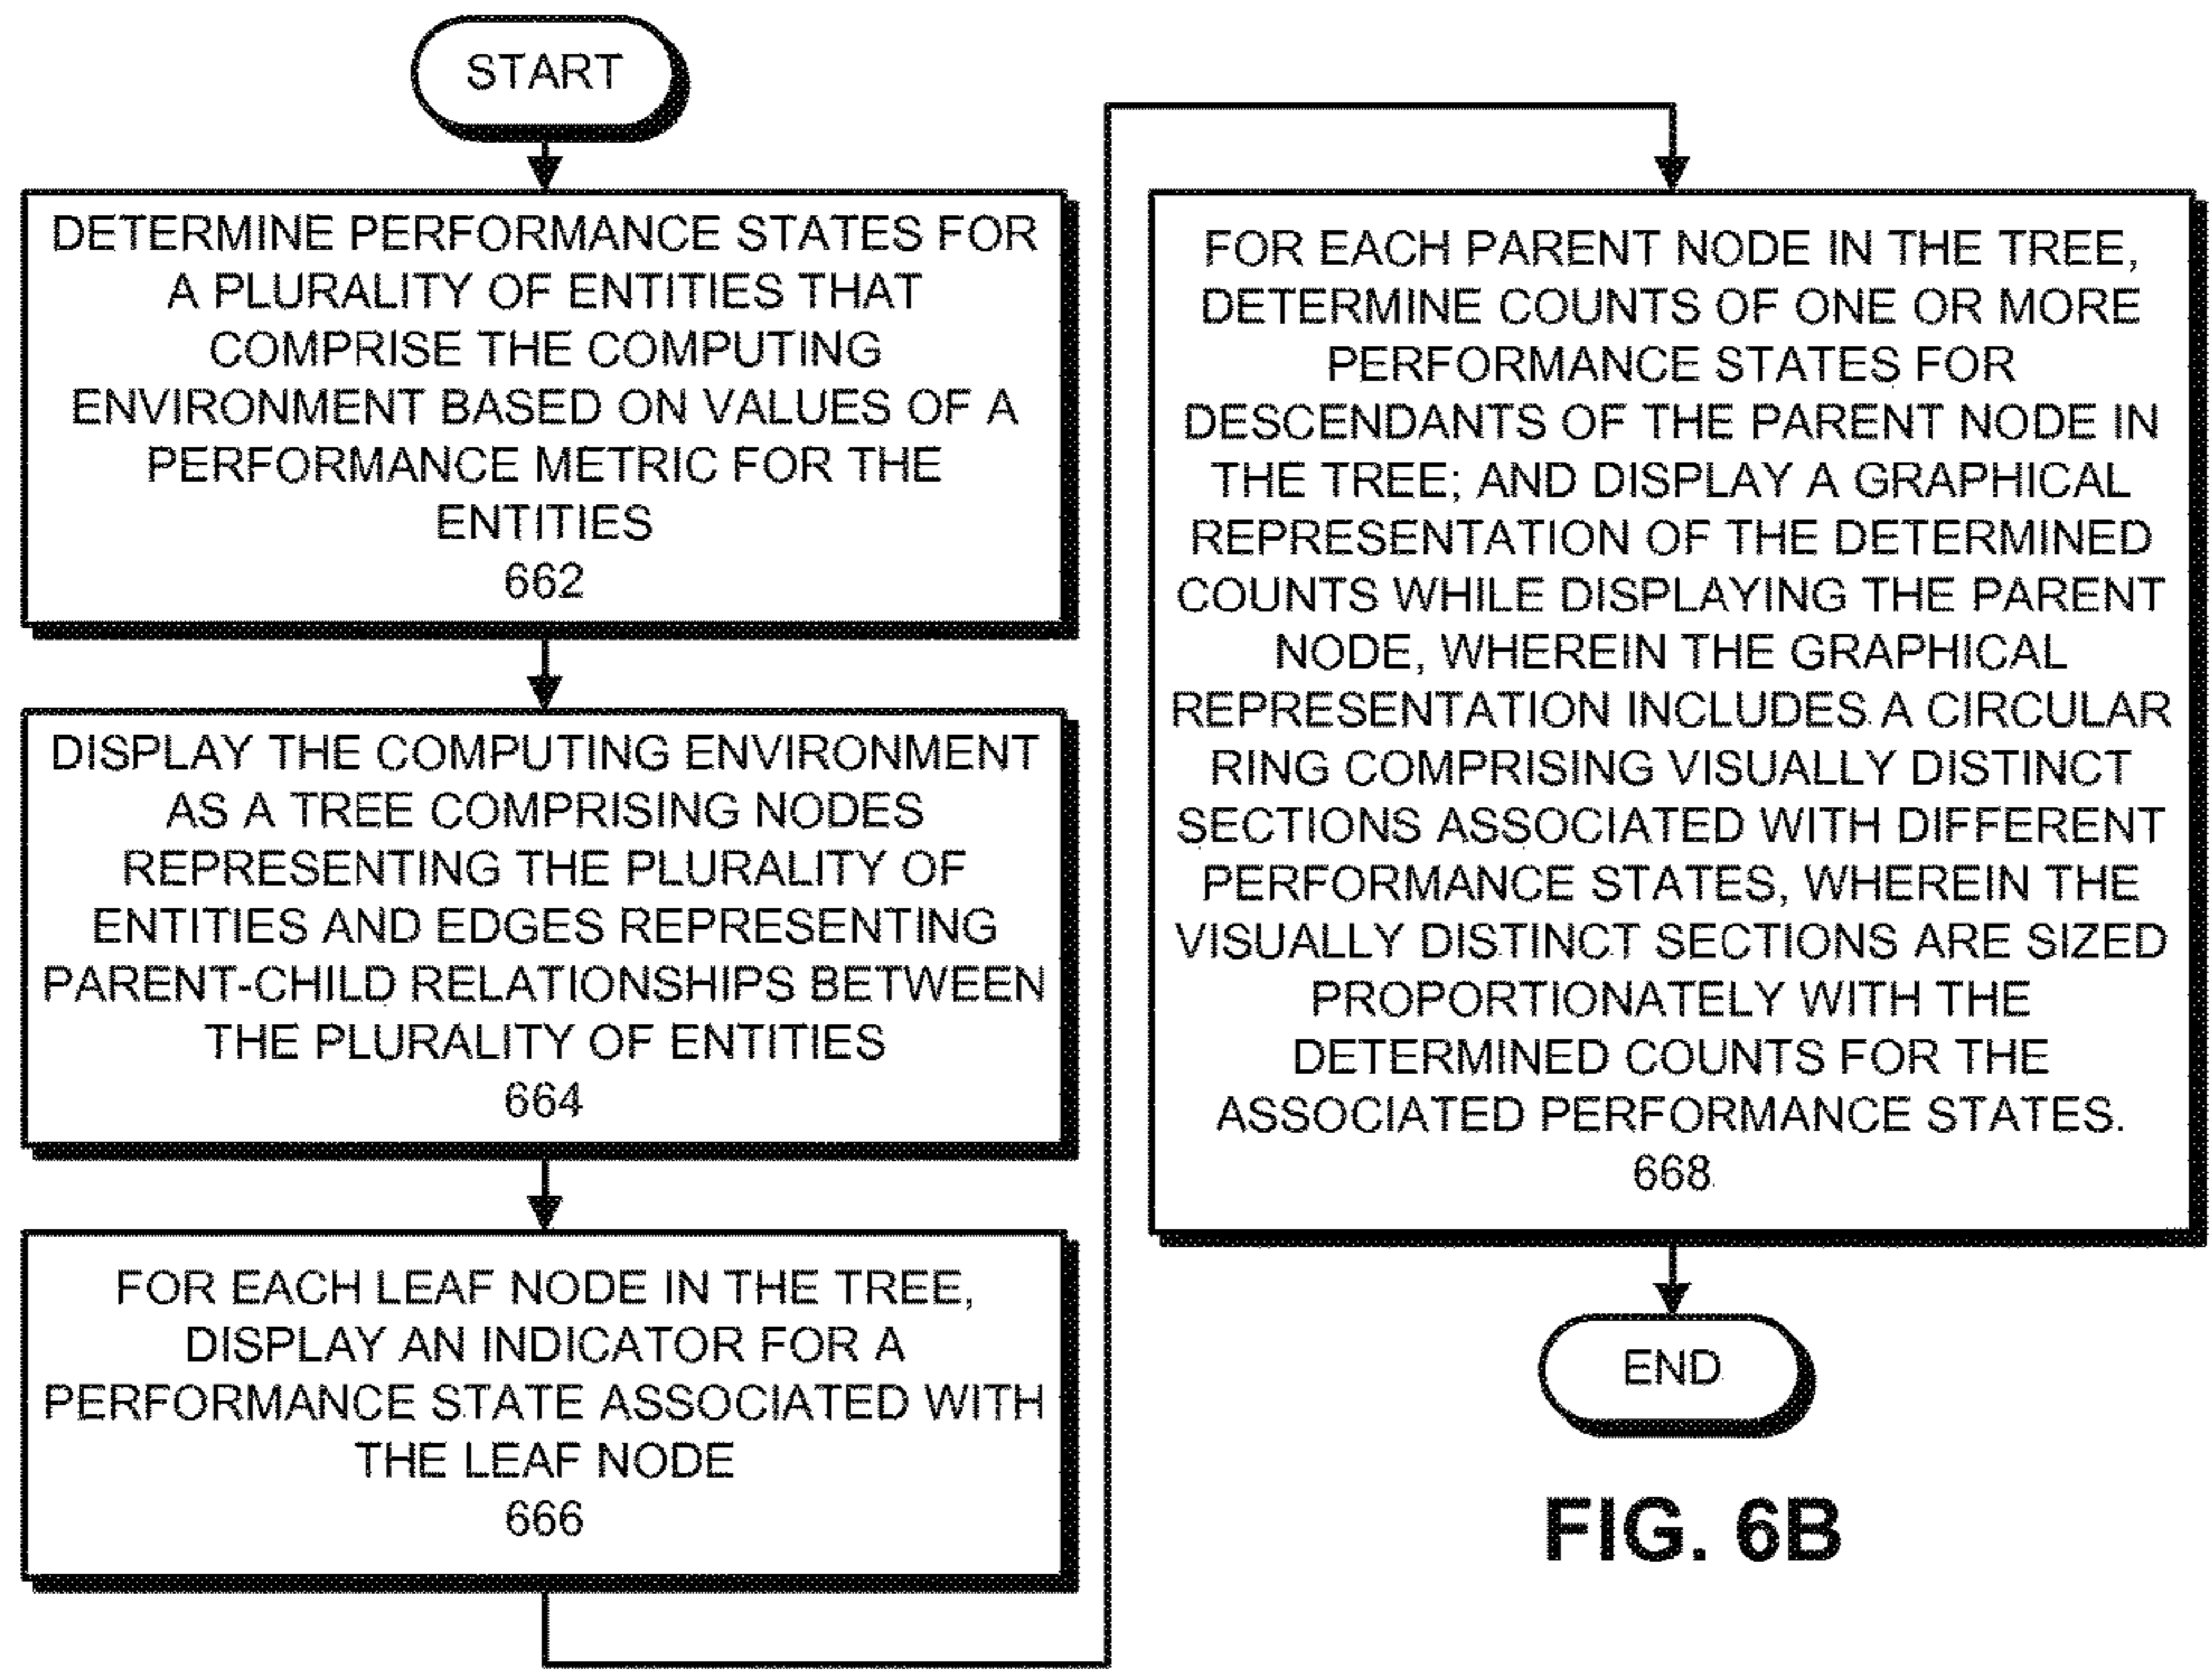 START
DETERMINE PERFORMANCE STATES FOR
A PLURALITY OF ENTITIES THAT
COMPRISE THE COMPUTING
ENVIRONMENT BASED ON VALUES OF A
PERFORMANCE METRIC FOR THE
ENTITIES
662
DISPLAY THE COMPUTING ENVIRONMENT
AS A TREE COMPRISING NODES
REPRESENTING THE PLURALITY OF
ENTITIES AND EDGES REPRESENTING
PARENT-CHILD RELATIONSHIPS BETWEEN
THE PLURALITY OF ENTITIES
664
FOR EACH LEAF NODE IN THE TREE,
DISPLAY AN INDICATOR FOR A
PERFORMANCE STATE ASSOCIATED WITH
THE LEAF NODE
666
FOR EACH PARENT NODE IN THE TREE,
DETERMINE COUNTS OF ONE OR MORE
PERFORMANCE STATES FOR
DESCENDANTS OF THE PARENT NODE IN
THE TREE; AND DISPLAY A GRAPHICAL
REPRESENTATION OF THE DETERMINED
COUNTS WHILE DISPLAYING THE PARENT
NODE, WHEREIN THE GRAPHICAL
REPRESENTATION INCLUDES A CIRCULAR
RING COMPRISING VISUALLY DISTINCT
SECTIONS ASSOCIATED WITH DIFFERENT
PERFORMANCE STATES, WHEREIN THE
VISUALLY DISTINCT SECTIONS ARE SIZED
PROPORTIONATELY WITH THE
DETERMINED COUNTS FOR THE
ASSOCIATED PERFORMANCE STATES.
668
END
FIG. 6B